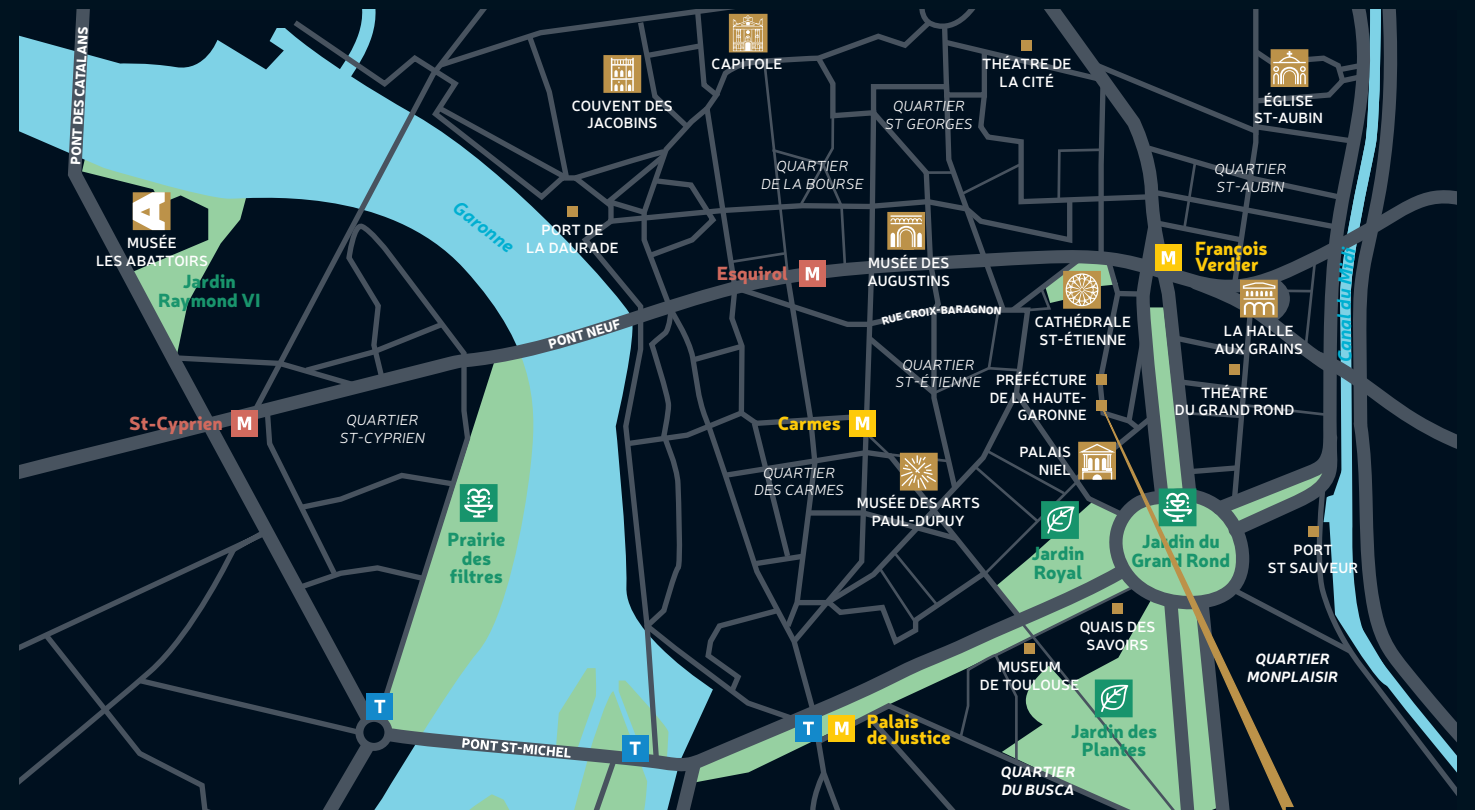 PONT DES CATALANS
CAPITOLE
COUVENT DES
JACOBINS
THÉATRE DE
LA CITÉ
ÉGLISE
ST-AUBIN
QUARTIER
ST GEORGES
QUARTIER
DE LA BOURSE
QUARTIER
ST-AUBIN
A
MUSÉE
LES ABATTOIRS
Jardin
Raymond VI
Garonne
PORT DE
LA DAURADE
Esquirol
M
MUSÉE DES
AUGUSTINS
M
François
Verdier
Canal du Midi
RUE CROIX-BARAGNON
CATHÉDRALE
ST-ÉTIENNE
LA HALLE
AUX GRAINS
PONT NEUF
QUARTIER
ST-ÉTIENNE
PRÉFÉCTURE
DE LA HAUTE-
GARONNE
THÉATRE
DU GRAND ROND
St-Cyprien
M
QUARTIER
ST-CYPRIEN
Carmes
M
PALAIS
NIEL
QUARTIER
DES CARMES
MUSÉE DES ARTS
PAUL-DUPUY
Prairie
des
filtres
Jardin
Royal
Jardin du
Grand Rond
PORT
ST SAUVEUR
QUAIS DES
SAVOIRS
MUSEUM
DE TOULOUSE
QUARTIER
MONPLAISIR
T
PONT ST-MICHEL
T
T
M
Palais
de Justice
Jardin des
Plantes
QUARTIER
DU BUSCA